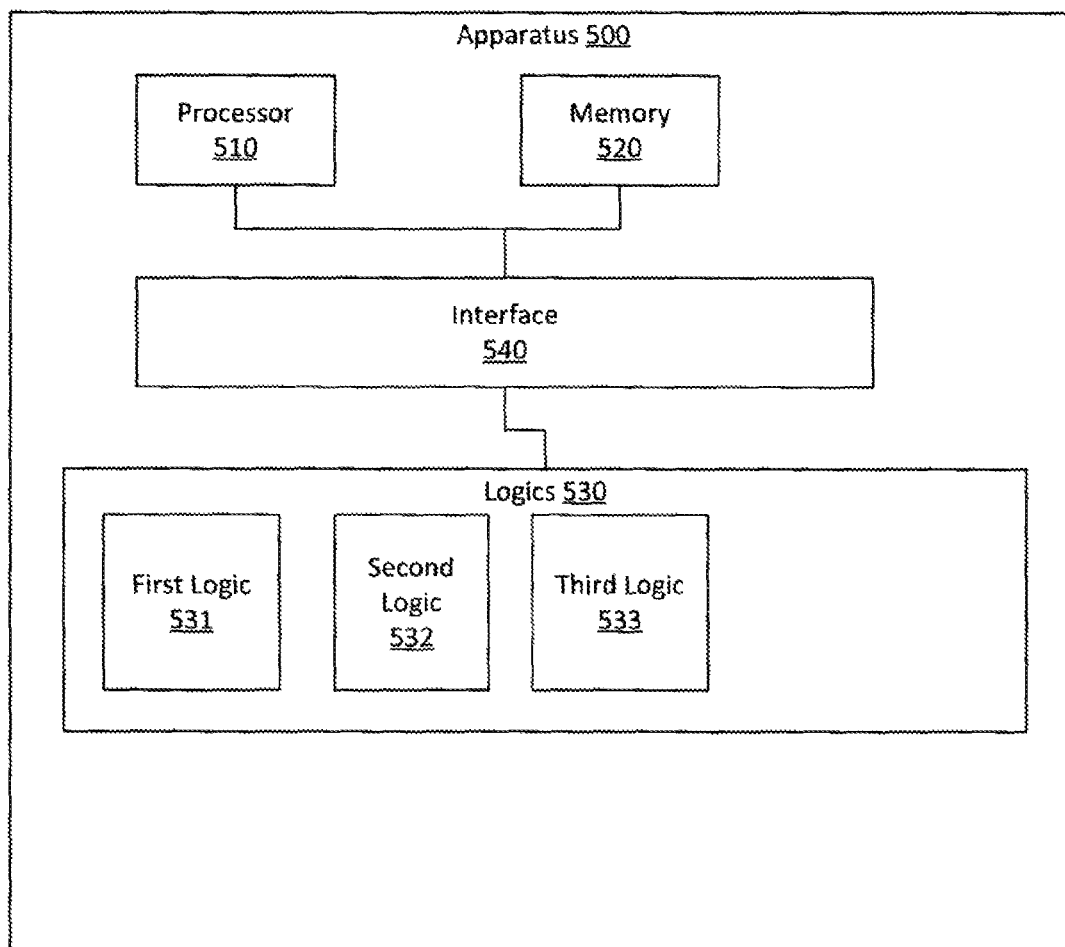 Apparatus 500
Processor
510
Memory
520
Interface
540
Logics 530
First Logic
531
Second
Logic
532
Third Logic
533